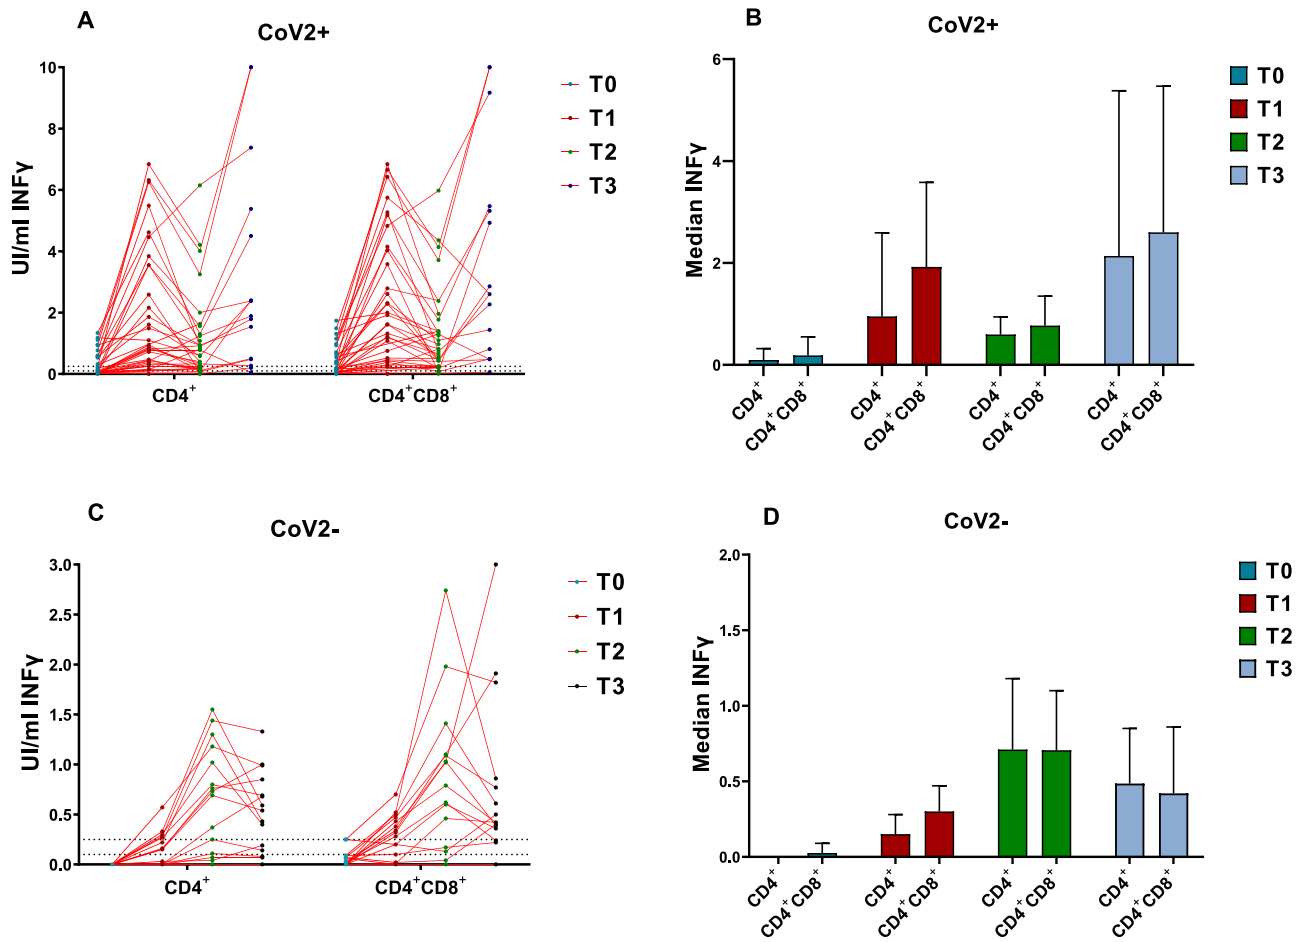 A
CoV2+
UI/ml INFγ
10
8
6
4
2
0
CD4⁺
CD4⁺CD8⁺
T0
T1
T2
T3
B
CoV2+
Median INFγ
6
4
2
0
CD4⁺
CD4⁺CD8⁺
CD4⁺
CD4⁺CD8⁺
CD4⁺
CD4⁺CD8⁺
CD4⁺
CD4⁺CD8⁺
T0
T1
T2
T3
C
CoV2-
UI/ml INFγ
3.0
2.5
2.0
1.5
1.0
0.5
0.0
CD4⁺
CD4⁺CD8⁺
T0
T1
T2
T3
D
CoV2-
Median INFγ
2.0
1.5
1.0
0.5
0.0
CD4⁺
CD4⁺CD8⁺
CD4⁺
CD4⁺CD8⁺
CD4⁺
CD4⁺CD8⁺
CD4⁺
CD4⁺CD8⁺
T0
T1
T2
T3